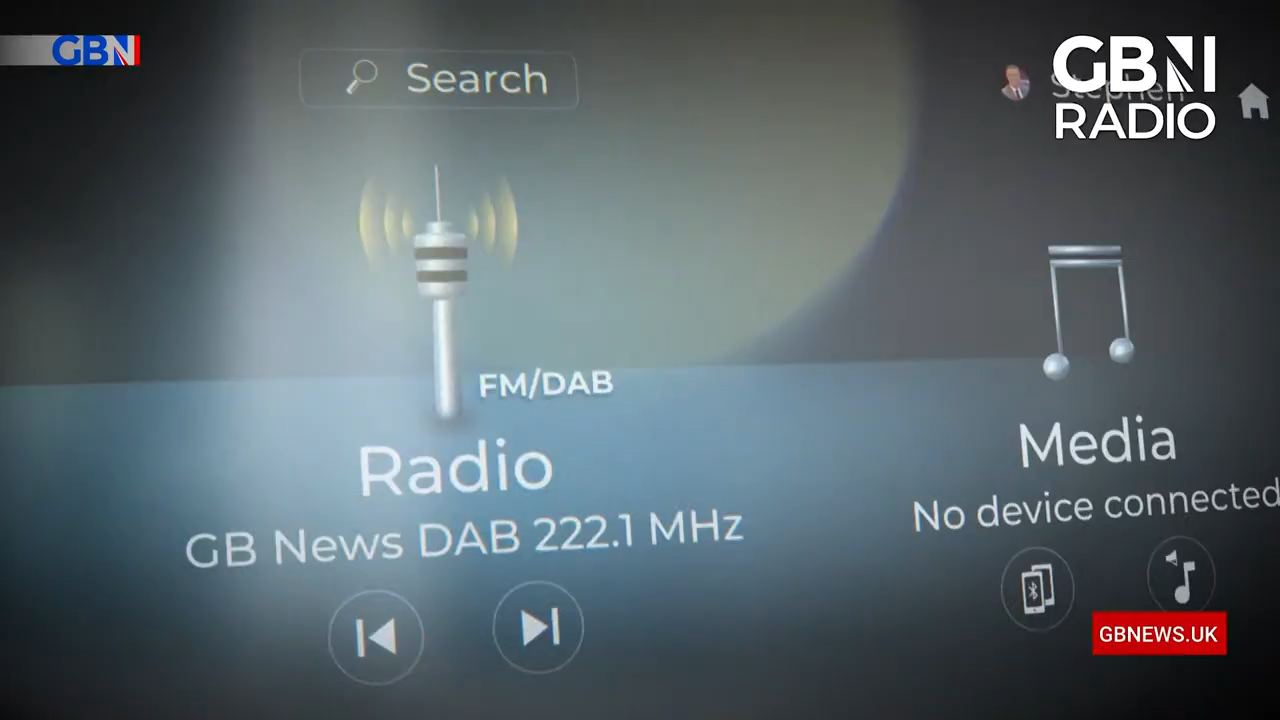 GBN
Search
Stephen
GBN
RADIO
FM/DAB
Radio
GB News DAB 222.1 MHz
Media
No device connected
GBNEWS.UK